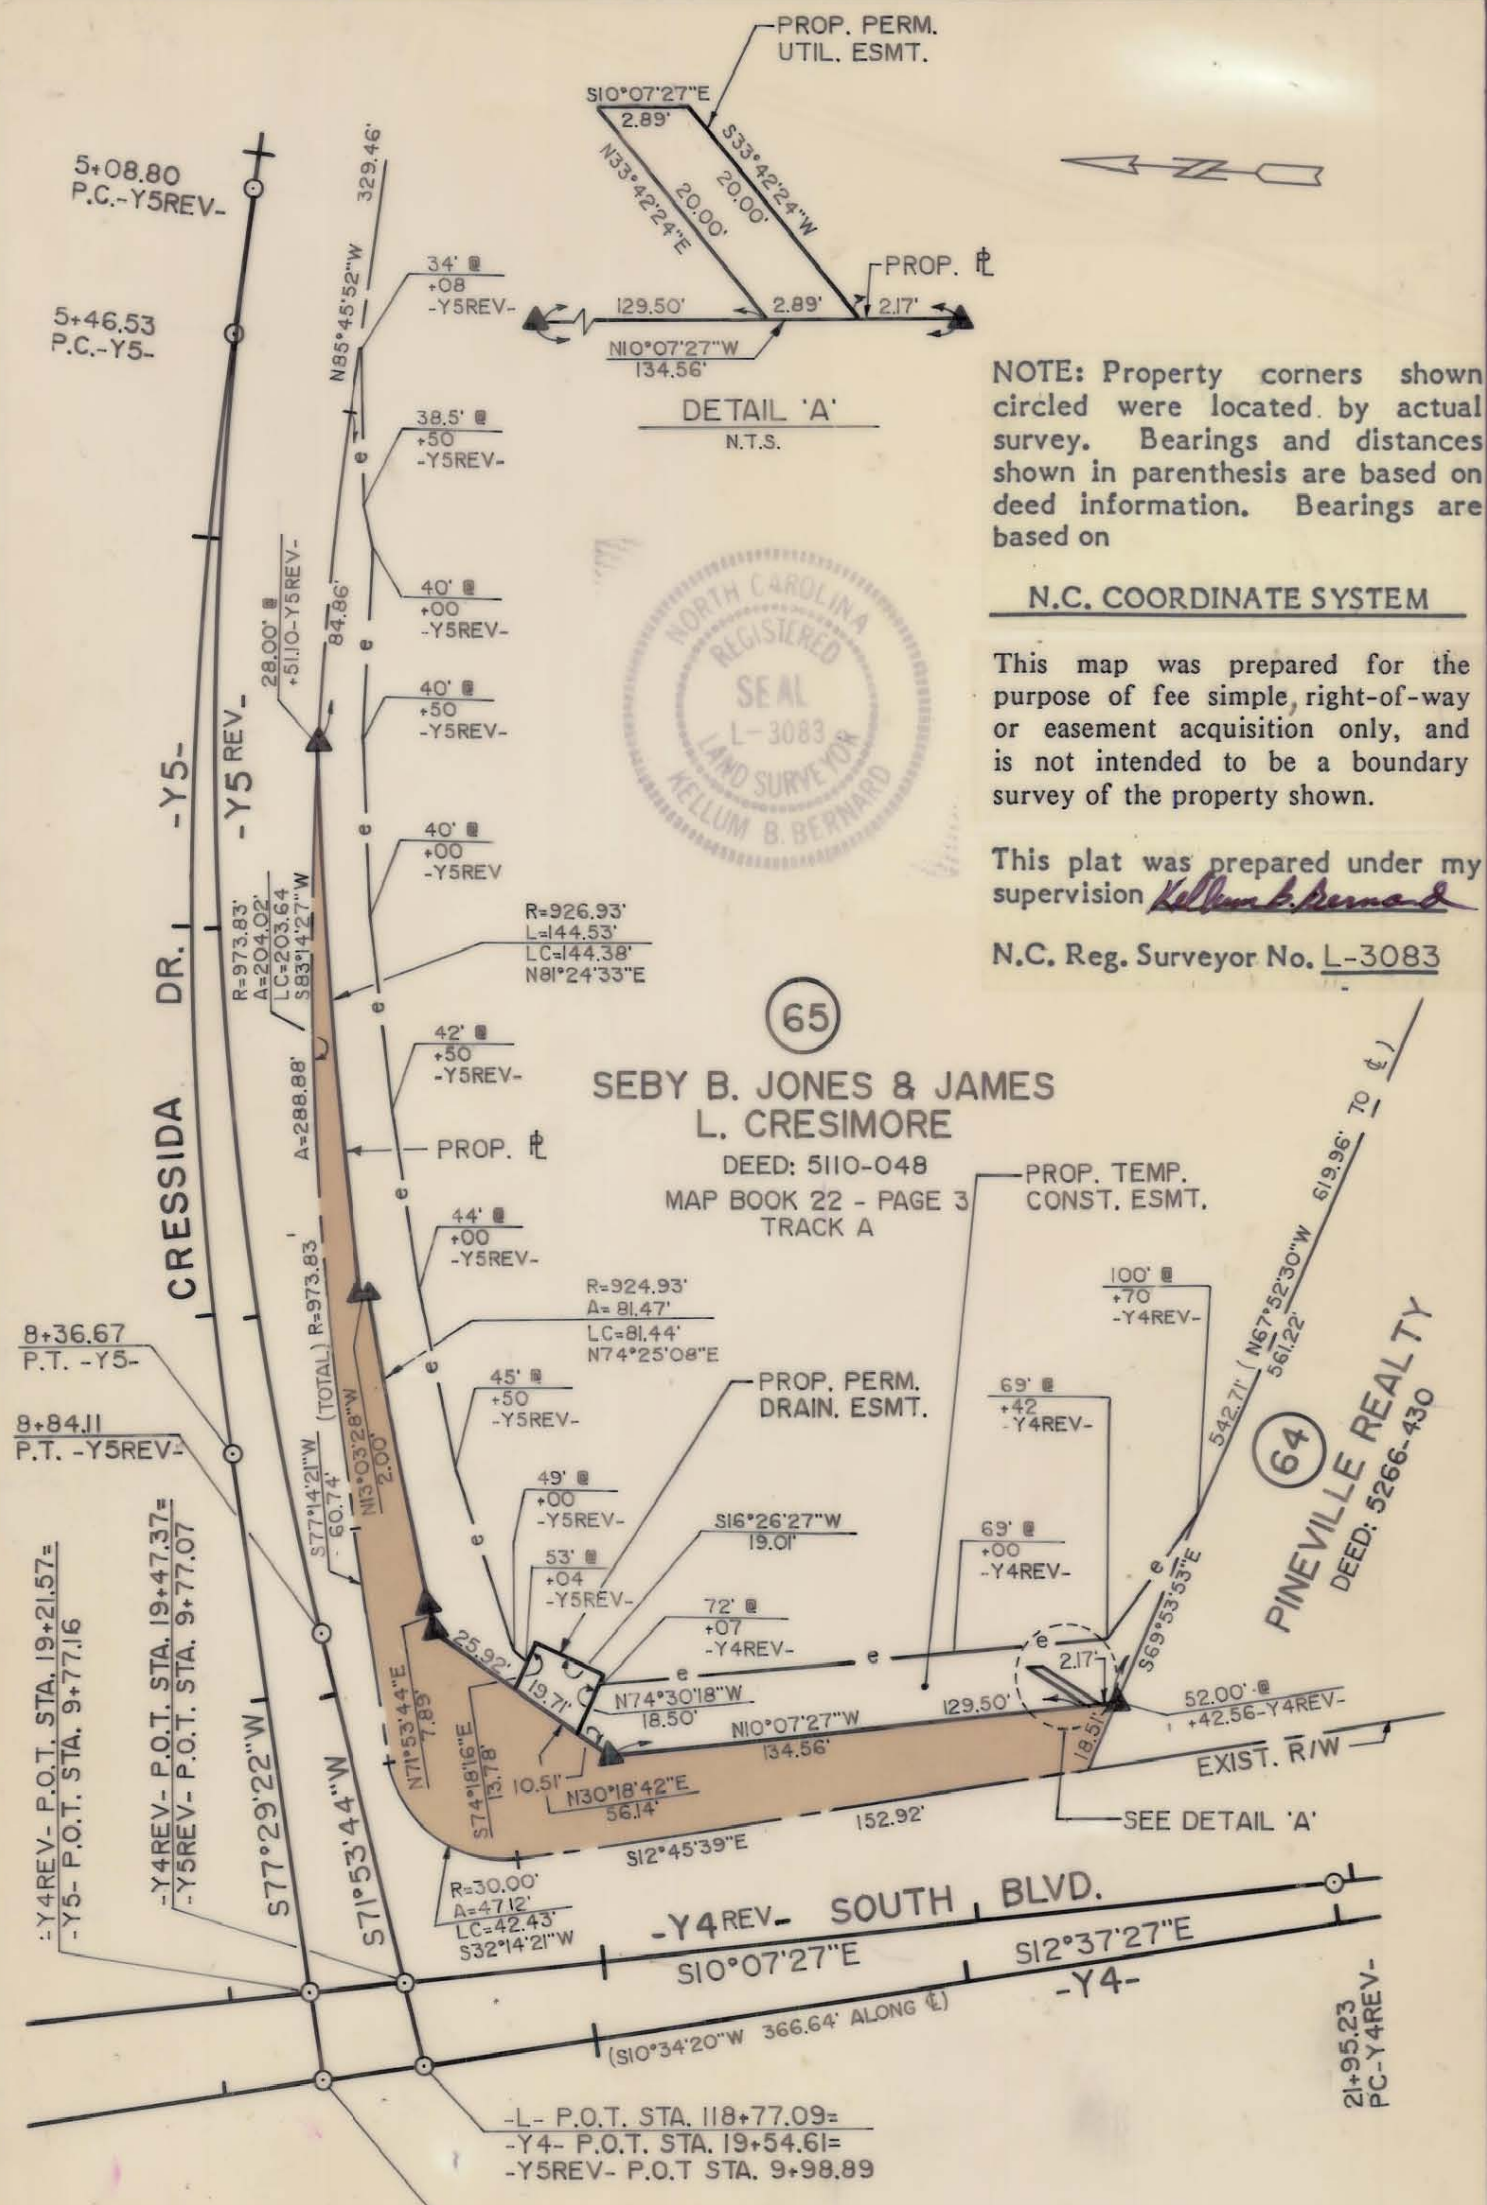 PROP. PERM.
UTIL. ESMT.
S10°07'27"E
2.89'
S33°42'24"W
20.00'
N33°42'24"E
20.00'
PROP. ⅊
129.50'
2.89'
2.17'
N10°07'27"W
134.56'
DETAIL 'A'
N.T.S.
5+08.80
P.C.-Y5REV-
5+46.53
P.C.-Y5-
N85°45'52"W 329.46'
34' @
+08
-Y5REV-
38.5' @
+50
-Y5REV-
40' @
+00
-Y5REV-
40' @
+50
-Y5REV-
40' @
+00
-Y5REV
28.00' @
+51.10-Y5REV-
84.86'
NOTE: Property corners shown
circled were located by actual
survey. Bearings and distances
shown in parenthesis are based on
deed information. Bearings are
based on
N.C. COORDINATE SYSTEM
This map was prepared for the
purpose of fee simple, right-of-way
or easement acquisition only, and
is not intended to be a boundary
survey of the property shown.
This plat was prepared under my
supervision Kellum B. Bernard
N.C. Reg. Surveyor No. L-3083
NORTH CAROLINA
REGISTERED
SEAL
L-3083
LAND SURVEYOR
KELLUM B. BERNARD
CRESSIDA DR. -Y5-
-Y5REV-
R=973.83'
A=204.02'
LC=203.64
S83°14'27"W
R=926.93'
L=144.53'
LC=144.38'
N81°24'33"E
42' @
+50
-Y5REV-
A=288.88' (TOTAL) R=973.83'
PROP. ⅊
44' @
+00
-Y5REV-
65
SEBY B. JONES & JAMES
L. CRESIMORE
DEED: 5110-048
MAP BOOK 22 - PAGE 3
TRACK A
PROP. TEMP.
CONST. ESMT.
R=924.93'
A= 81.47'
LC=81.44'
N74°25'08"E
45' @
+50
-Y5REV-
PROP. PERM.
DRAIN. ESMT.
8+36.67
P.T. -Y5-
8+84.11
P.T. -Y5REV-
S77°14'21"W
60.74'
N13°03'28"W
2.00'
49' @
+00
-Y5REV-
53' @
+04
-Y5REV-
S16°26'27"W
19.01'
72' @
+07
-Y4REV-
69' @
+00
-Y4REV-
69' @
+42
-Y4REV-
100' @
+70
-Y4REV-
542.71' (N67°52'30"W 619.96' TO ℄)
561.22'
64
PINEVILLE REALTY
DEED: 5266-430
S69°53'53"E
2.17'
52.00' @
+42.56-Y4REV-
18.51'
EXIST. R/W
SEE DETAIL 'A'
25.92'
19.71'
N74°30'18"W
18.50'
129.50'
N10°07'27"W
134.56'
N71°53'44"E
7.89'
S74°18'16"E
13.78'
10.51'
N30°18'42"E
56.14'
S12°45'39"E
152.92'
R=30.00'
A=47.12'
LC=42.43'
S32°14'21"W
-Y4REV- P.O.T. STA. 19+21.57=
-Y5- P.O.T. STA. 9+77.16
-Y4REV- P.O.T. STA. 19+47.37=
-Y5REV- P.O.T. STA. 9+77.07
S77°29'22"W
S71°53'44"W
-Y4REV- SOUTH BLVD.
S10°07'27"E
S12°37'27"E
-Y4-
(S10°34'20"W 366.64' ALONG ℄)
21+95.23
PC-Y4REV-
-L- P.O.T. STA. 118+77.09=
-Y4- P.O.T. STA. 19+54.61=
-Y5REV- P.O.T STA. 9+98.89